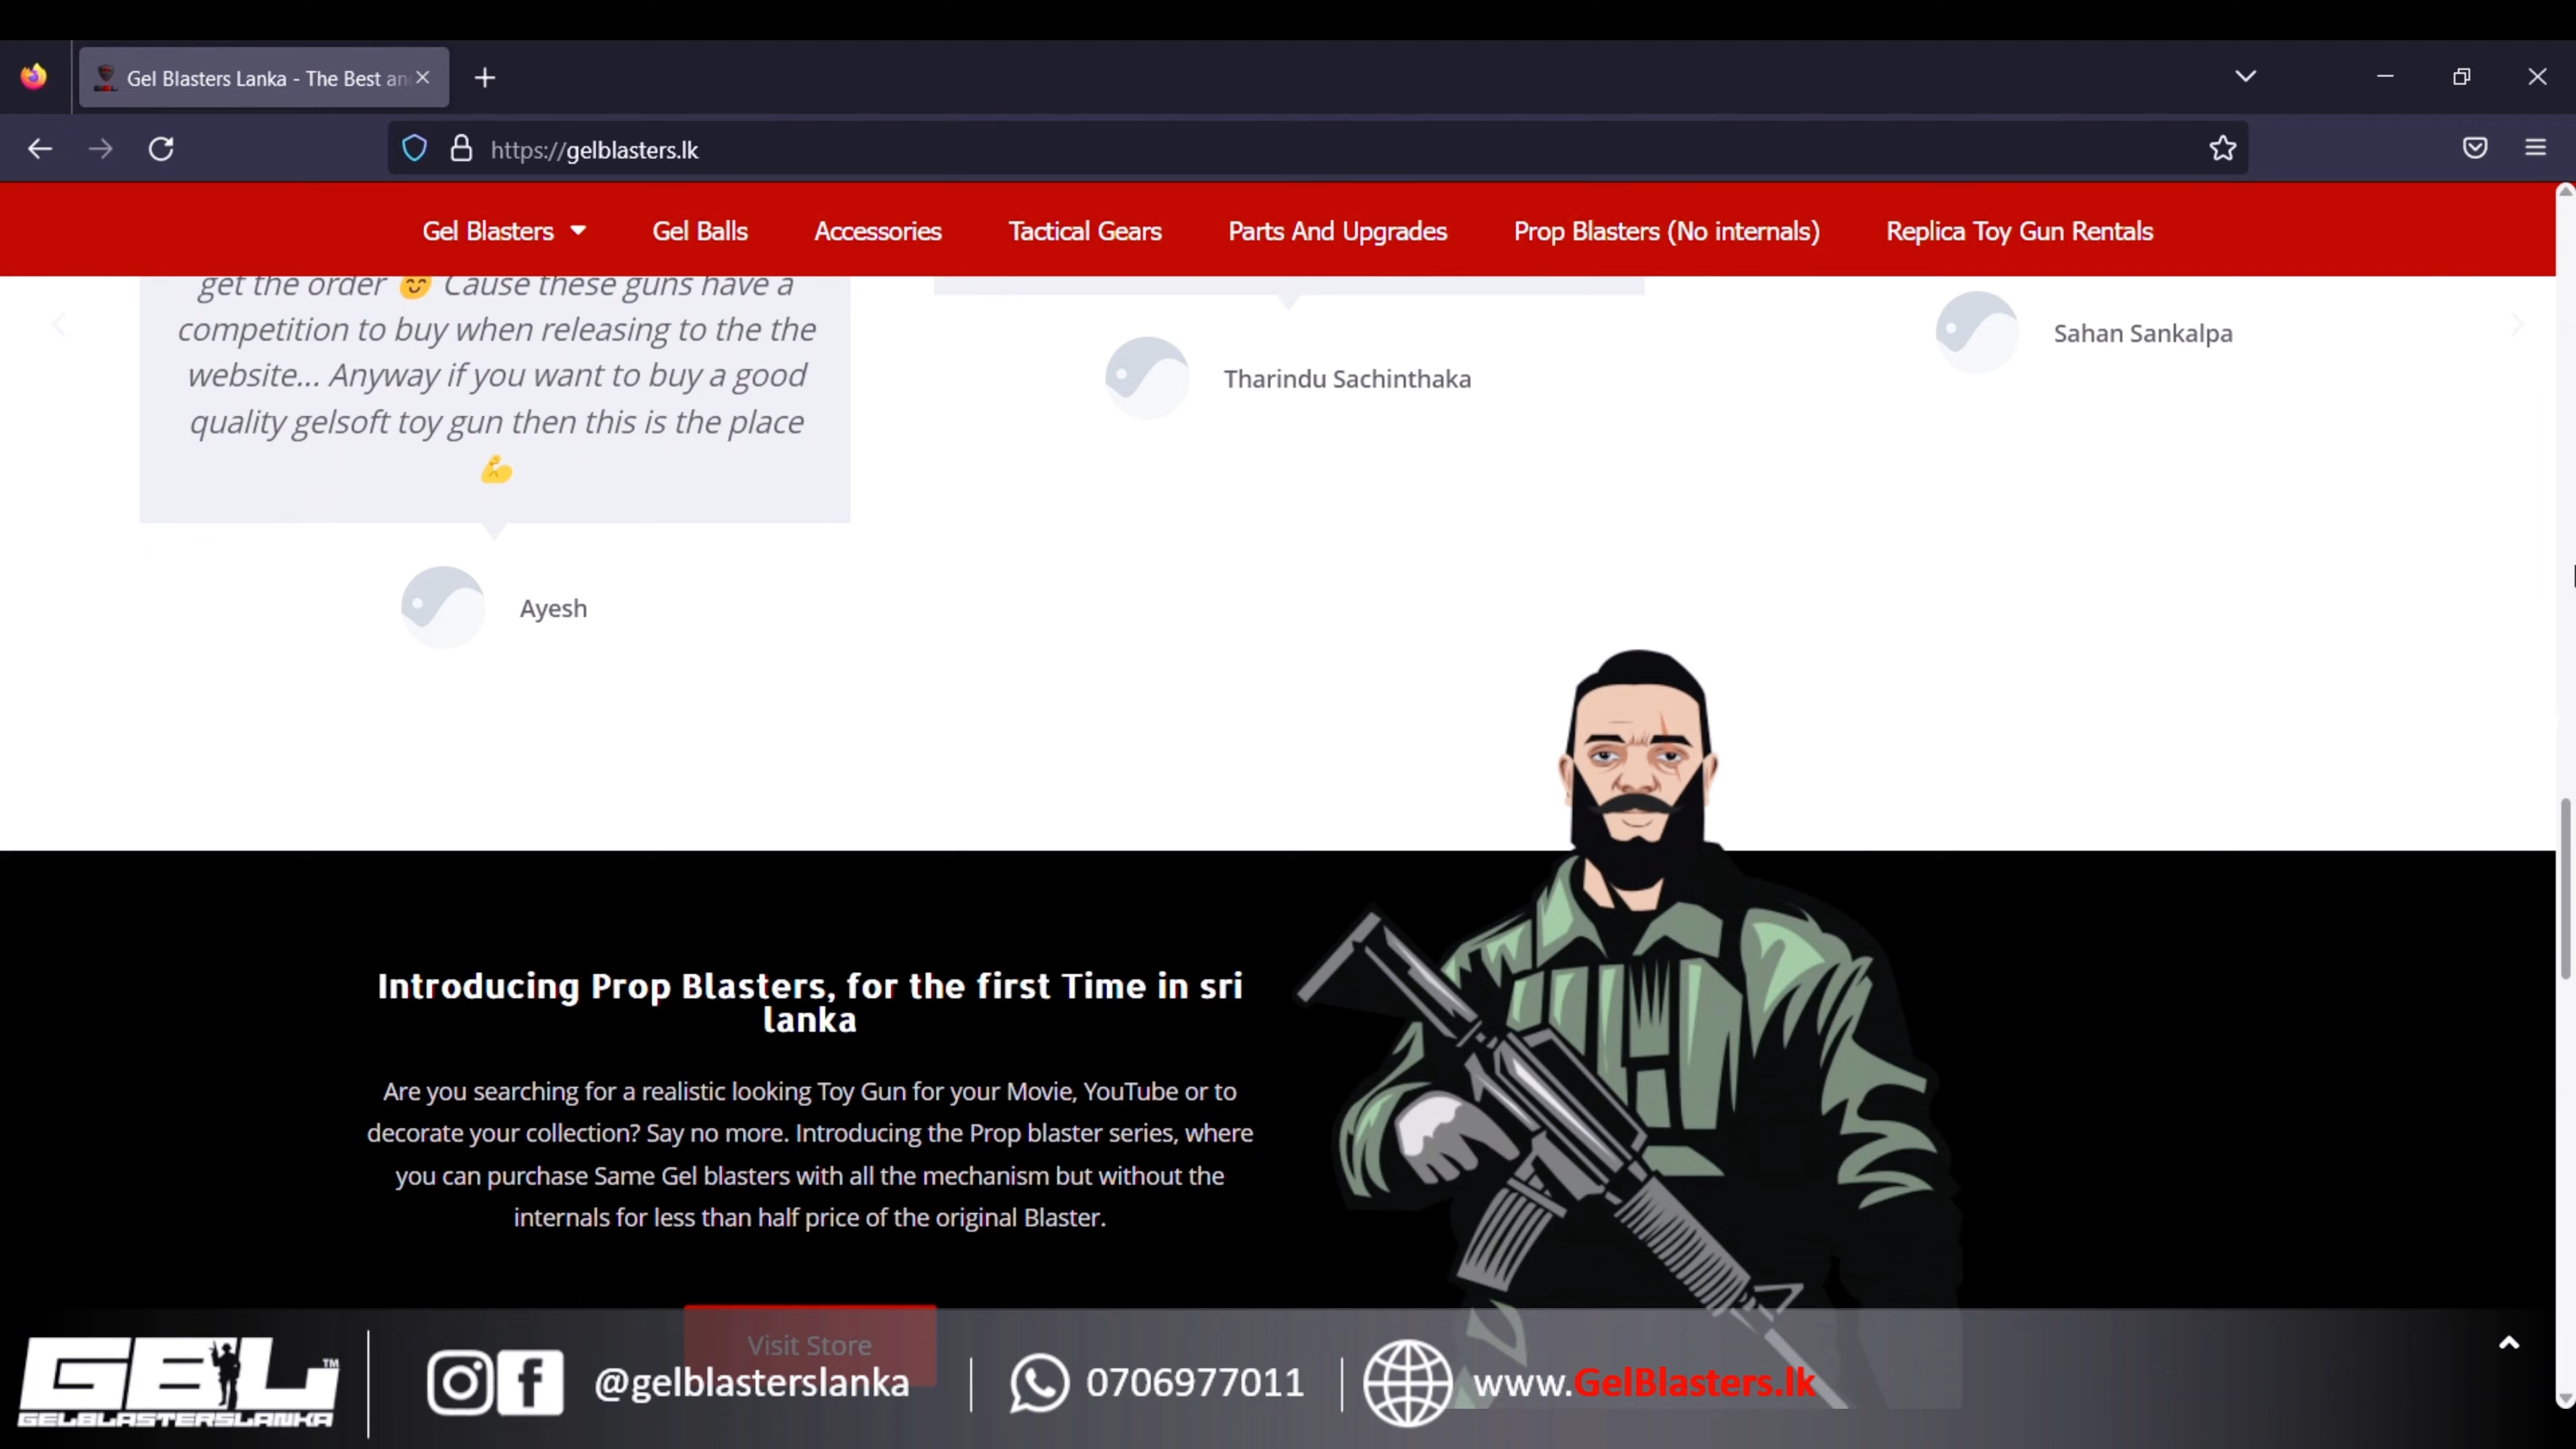 Gel Blasters Lanka - The Best an
https://gelblasters.lk
Gel Blasters Gel Balls Accessories Tactical Gears Parts And Upgrades Prop Blasters (No internals) Replica Toy Gun Rentals
get the order 😊 Cause these guns have a
competition to buy when releasing to the the
website... Anyway if you want to buy a good
quality gelsoft toy gun then this is the place
💪
Ayesh
Tharindu Sachinthaka
Sahan Sankalpa
Introducing Prop Blasters, for the first Time in sri
lanka
Are you searching for a realistic looking Toy Gun for your Movie, YouTube or to
decorate your collection? Say no more. Introducing the Prop blaster series, where
you can purchase Same Gel blasters with all the mechanism but without the
internals for less than half price of the original Blaster.
Visit Store
GBL™
GELBLASTERSLANKA
@gelblasterslanka
0706977011
www.GelBlasters.lk